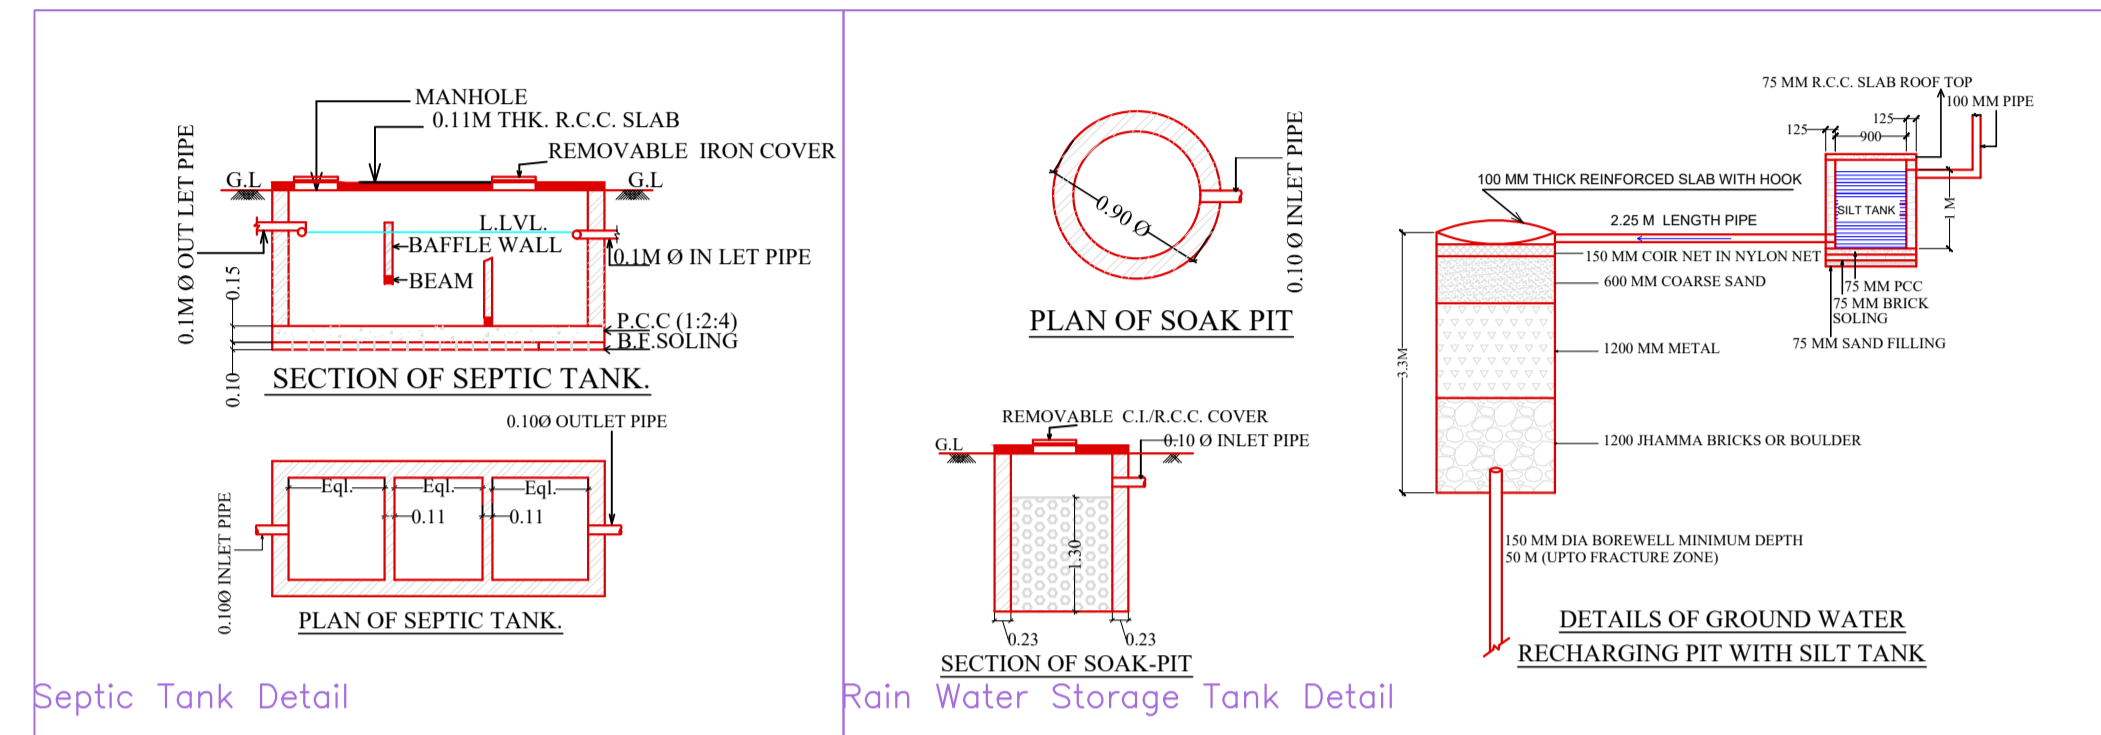 MANHOLE
0.11M THK. R.C.C. SLAB
REMOVABLE IRON COVER
G.L
G.L
0.1M Ø OUT LET PIPE
L.LVL.
BAFFLE WALL
0.1M Ø IN LET PIPE
BEAM
0.15
P.C.C (1:2:4)
B.F.SOLING
0.10
SECTION OF SEPTIC TANK.
0.10Ø OUTLET PIPE
Eql.
Eql.
Eql.
0.11
0.11
0.10Ø INLET PIPE
PLAN OF SEPTIC TANK.
Septic Tank Detail
0.90 Ø
0.10 Ø INLET PIPE
PLAN OF SOAK PIT
REMOVABLE C.I./R.C.C. COVER
G.L
0.10 Ø INLET PIPE
1.30
0.23
0.23
SECTION OF SOAK-PIT
75 MM R.C.C. SLAB ROOF TOP
100 MM PIPE
125
125
900
100 MM THICK REINFORCED SLAB WITH HOOK
SILT TANK
1 M
2.25 M LENGTH PIPE
150 MM COIR NET IN NYLON NET
600 MM COARSE SAND
75 MM PCC
75 MM BRICK
SOLING
75 MM SAND FILLING
1200 MM METAL
3.3M
1200 JHAMMA BRICKS OR BOULDER
150 MM DIA BOREWELL MINIMUM DEPTH
50 M (UPTO FRACTURE ZONE)
DETAILS OF GROUND WATER
RECHARGING PIT WITH SILT TANK
Rain Water Storage Tank Detail